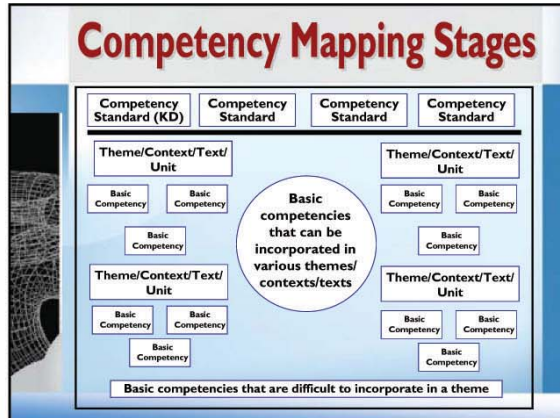 Competency Mapping Stages
Competency
Standard (KD)
Competency
Standard
Competency
Standard
Competency
Standard
Theme/Context/Text/
Unit
Basic
Competency
Basic
Competency
Basic
Competency
Theme/Context/Text/
Unit
Basic
Competency
Basic
Competency
Basic
Competency
Basic
competencies
that can be
incorporated in
various themes/
contexts/texts
Theme/Context/Text/
Unit
Basic
Competency
Basic
Competency
Basic
Competency
Theme/Context/Text/
Unit
Basic
Competency
Basic
Competency
Basic
Competency
Basic competencies that are difficult to incorporate in a theme